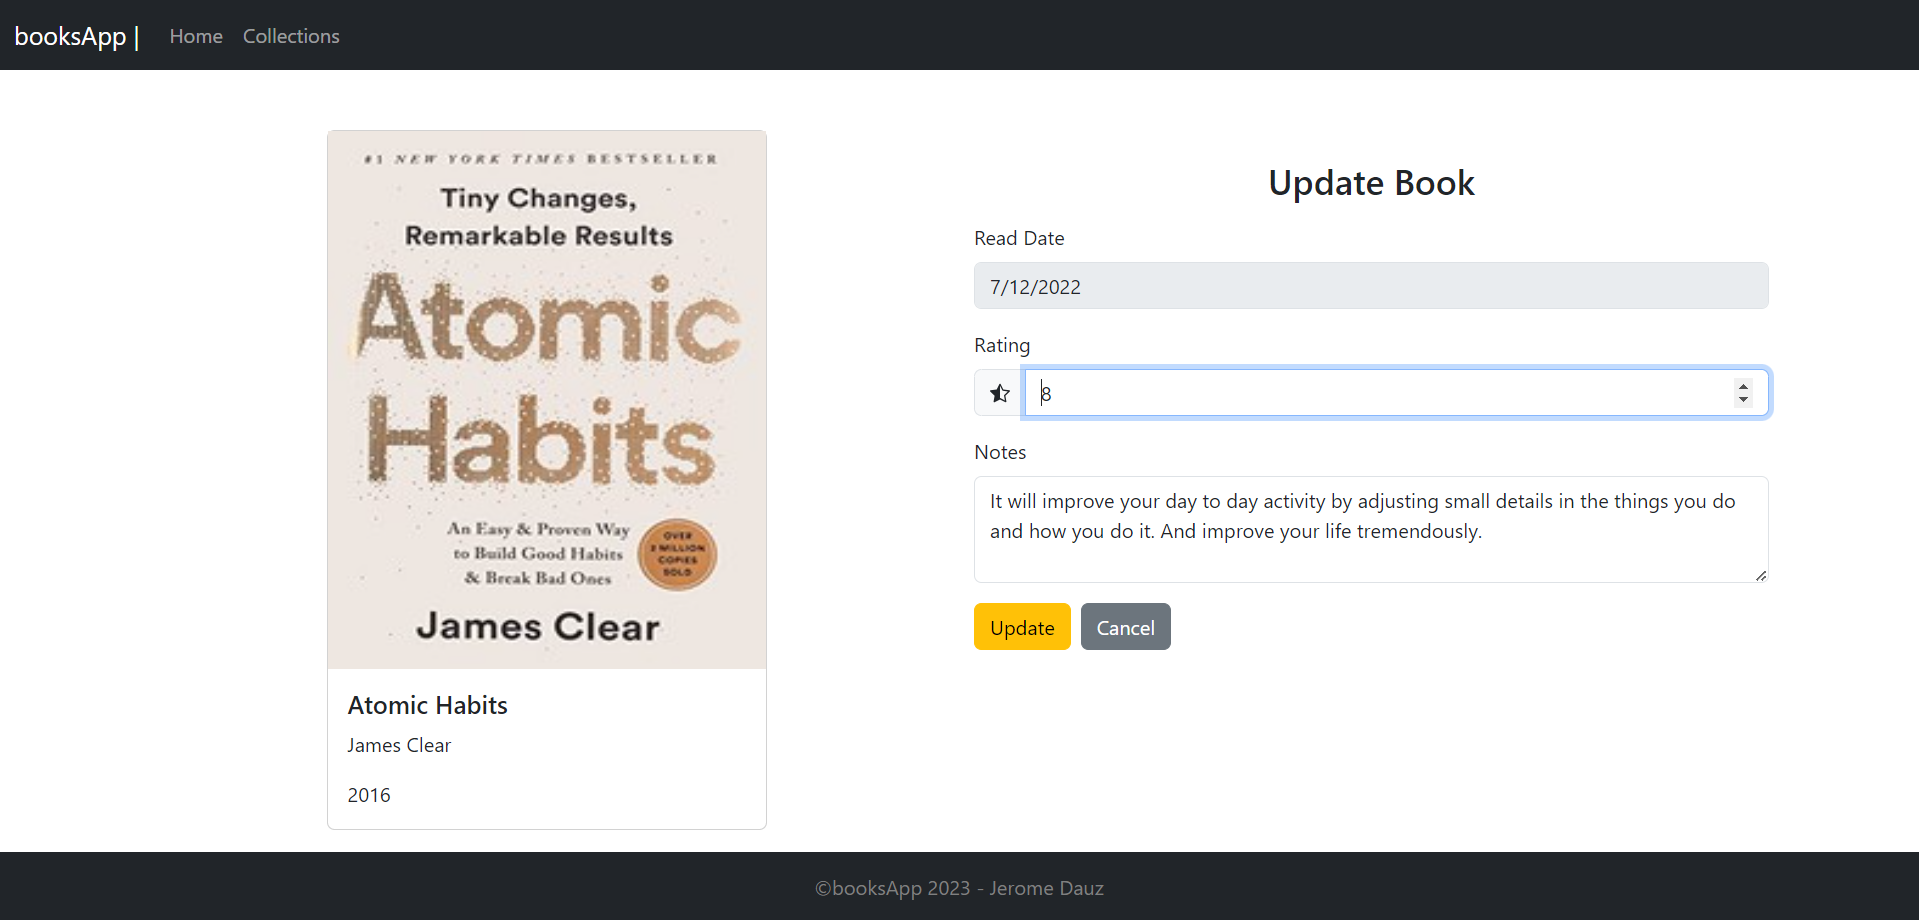 booksApp | Home Collections
#1 NEW YORK TIMES BESTSELLER
Tiny Changes,
Remarkable Results
Atomic
Habits
An Easy & Proven Way
to Build Good Habits
& Break Bad Ones
OVER
2 MILLION
COPIES
SOLD
James Clear
Atomic Habits
James Clear
2016
Update Book
Read Date
7/12/2022
Rating
8
Notes
It will improve your day to day activity by adjusting small details in the things you do
and how you do it. And improve your life tremendously.
Update Cancel
©booksApp 2023 - Jerome Dauz